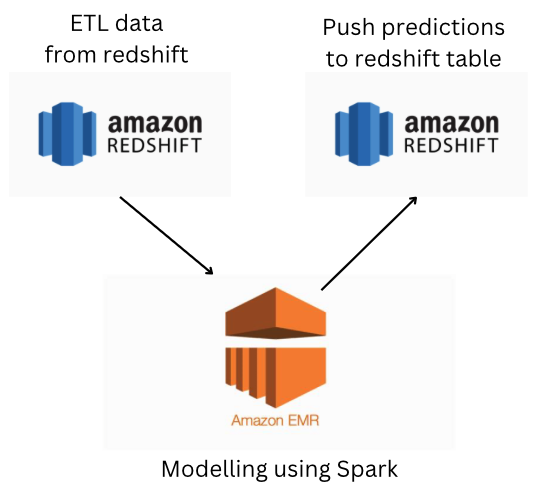 ETL data
from redshift
amazon
REDSHIFT
Push predictions
to redshift table
amazon
REDSHIFT
Amazon EMR
Modelling using Spark